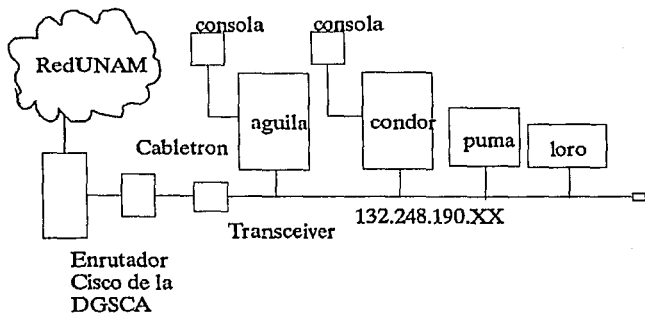 consola
consola
RedUNAM
aguila
condor
puma
loro
Cabletron
Transceiver
132.248.190.XX
Enrutador
Cisco de la
DGSCA